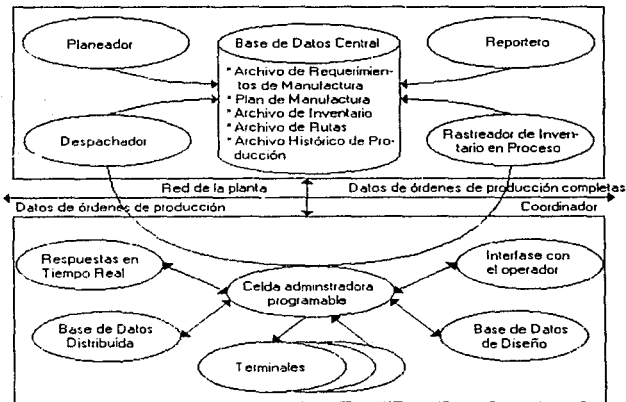 Planeador
Base de Datos Central
Reportero
* Archivo de Requerimien-
tos de Manufactura
* Plan de Manufactura
* Archivo de Inventario
* Archivo de Rutas
* Archivo Histórico de Pro-
ducción
Despachador
Rastreador de Inven-
tario en Proceso
Red de la planta
Datos de órdenes de producción completas
Datos de órdenes de producción
Coordinador
Respuestas en
Tiempo Real
Interfase con
el operador
Celda adminstradora
programable
Base de Datos
Distribuída
Base de Datos
de Diseño
Terminales